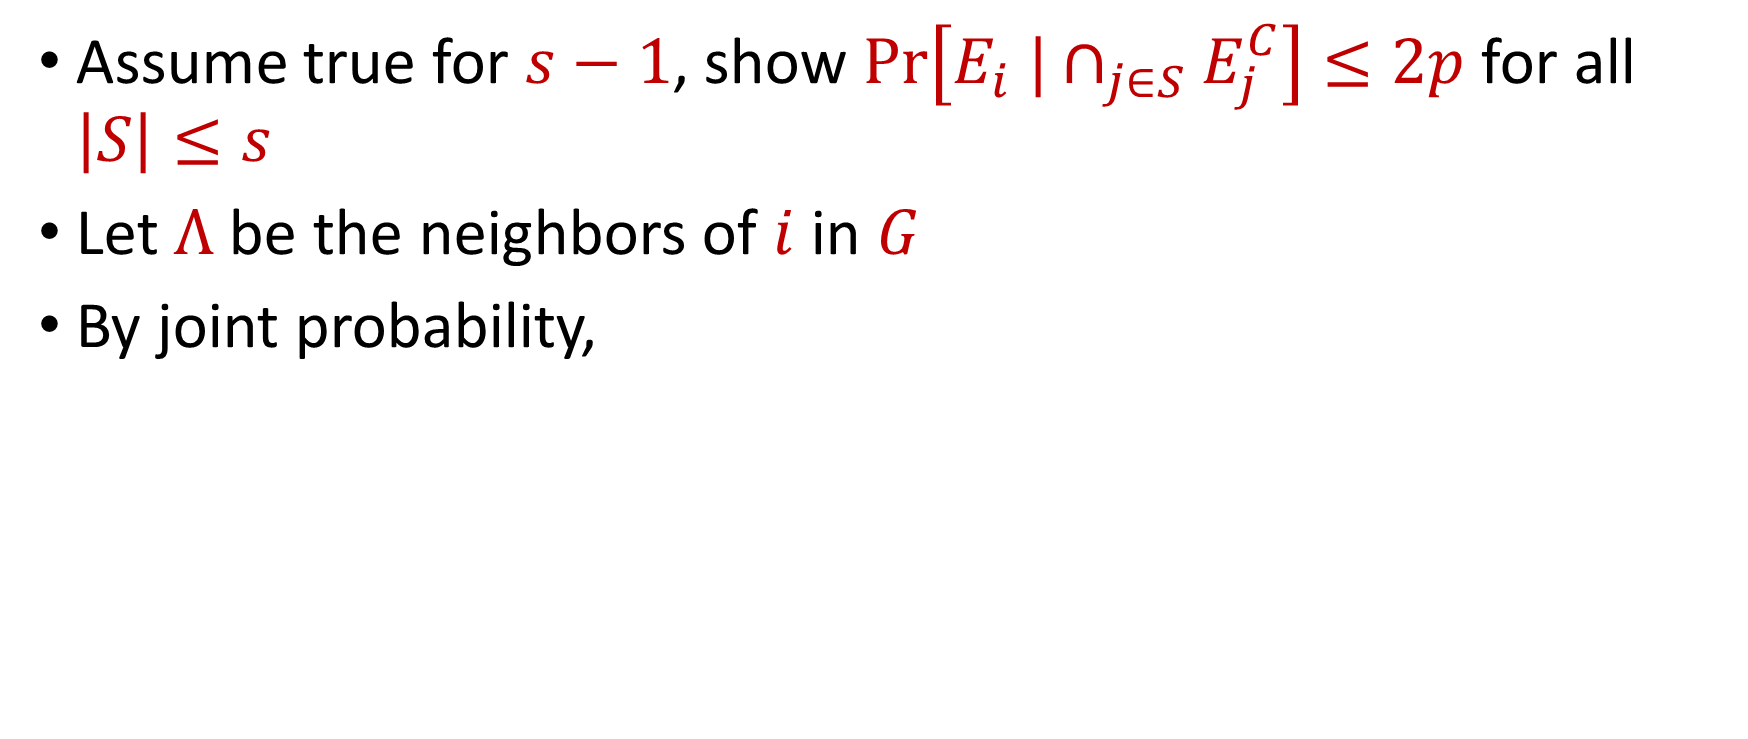 • Assume true for s − 1, show Pr[E_i | ∩_{j∈S} E_j^C] ≤ 2p for all
|S| ≤ s
• Let Λ be the neighbors of i in G
• By joint probability,